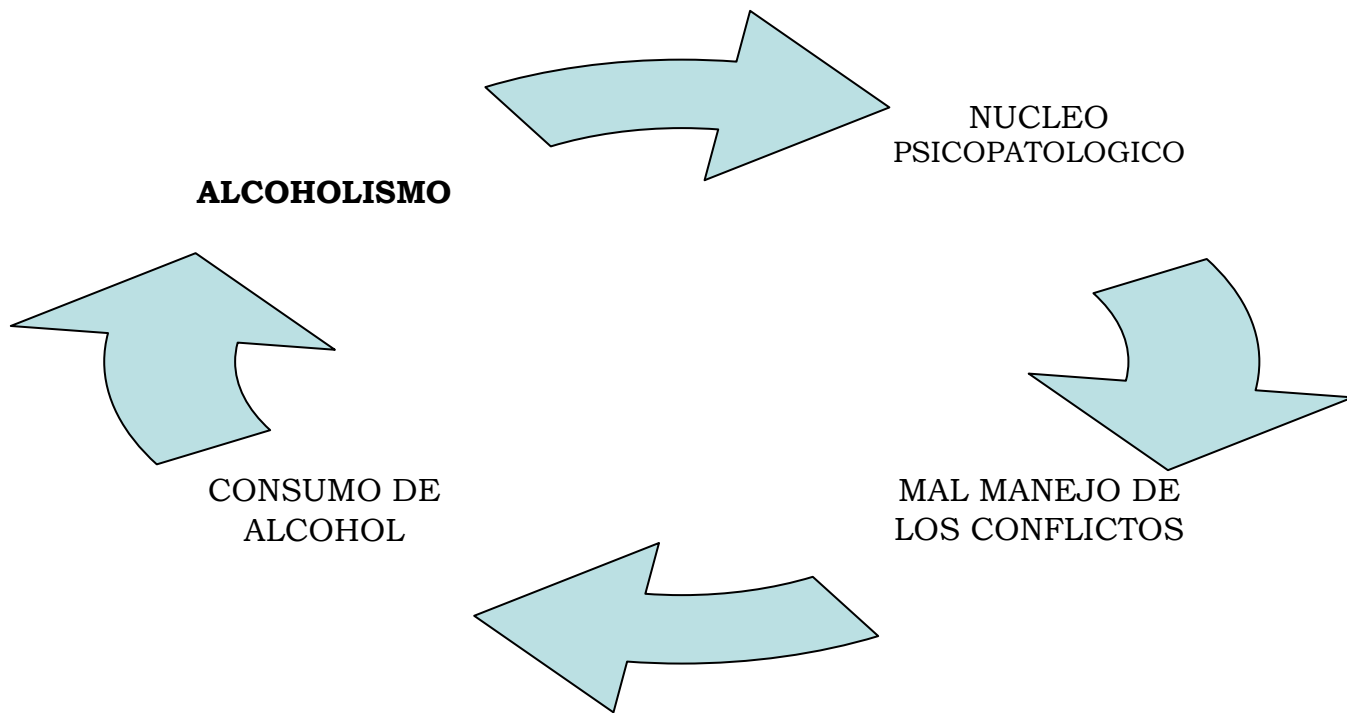 NUCLEO
PSICOPATOLOGICO
ALCOHOLISMO
CONSUMO DE
ALCOHOL
MAL MANEJO DE
LOS CONFLICTOS